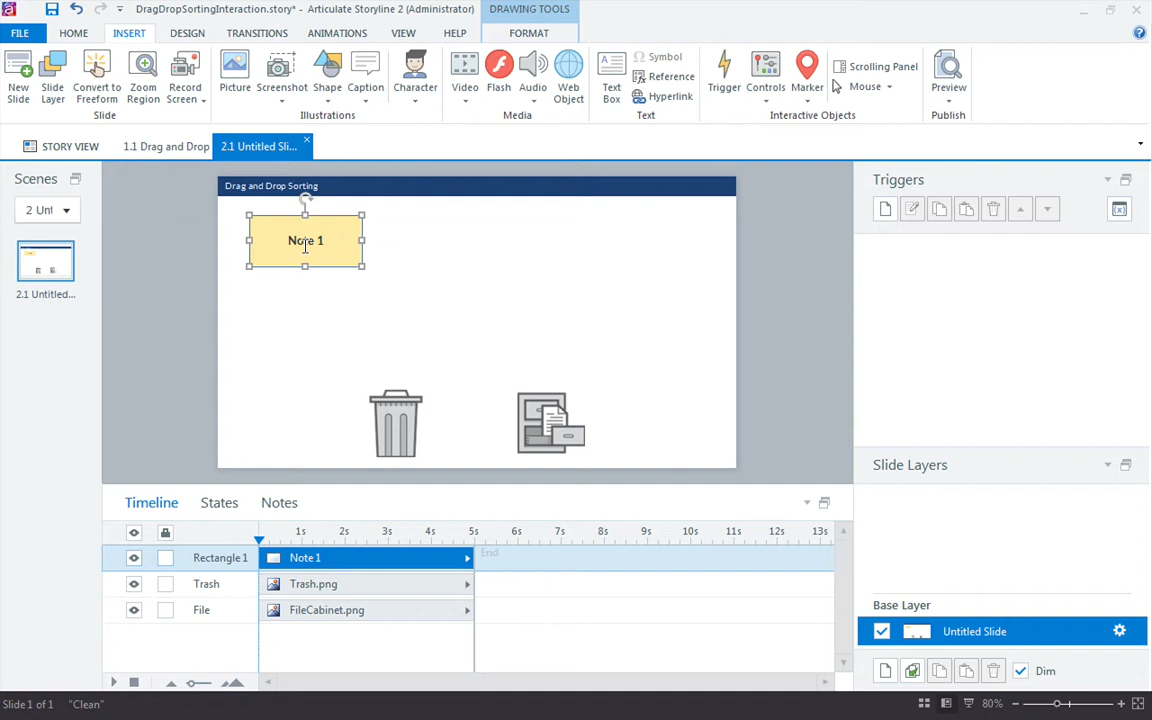 DragDropSortingInteraction.story* - Articulate Storyline 2 (Administrator)
DRAWING TOOLS
FILE HOME INSERT DESIGN TRANSITIONS ANIMATIONS VIEW HELP FORMAT
New Slide
Slide Layer
Convert to Freeform
Zoom Region
Record Screen
Picture
Screenshot
Shape
Caption
Character
Video
Flash
Audio
Web Object
Text Box
Symbol
Reference
Hyperlink
Trigger
Controls
Marker
Scrolling Panel
Mouse
Preview
Slide Illustrations Media Text Interactive Objects Publish
STORY VIEW 1.1 Drag and Drop 2.1 Untitled Sli...
Scenes
2 Unt
2.1 Untitled...
Drag and Drop Sorting
Note 1
Triggers
Slide Layers
Base Layer
Untitled Slide
Dim
Timeline States Notes
1s 2s 3s 4s 5s 6s 7s 8s 9s 10s 11s 12s 13s
Rectangle 1 Note 1 End
Trash Trash.png
File FileCabinet.png
Slide 1 of 1 "Clean" 80%